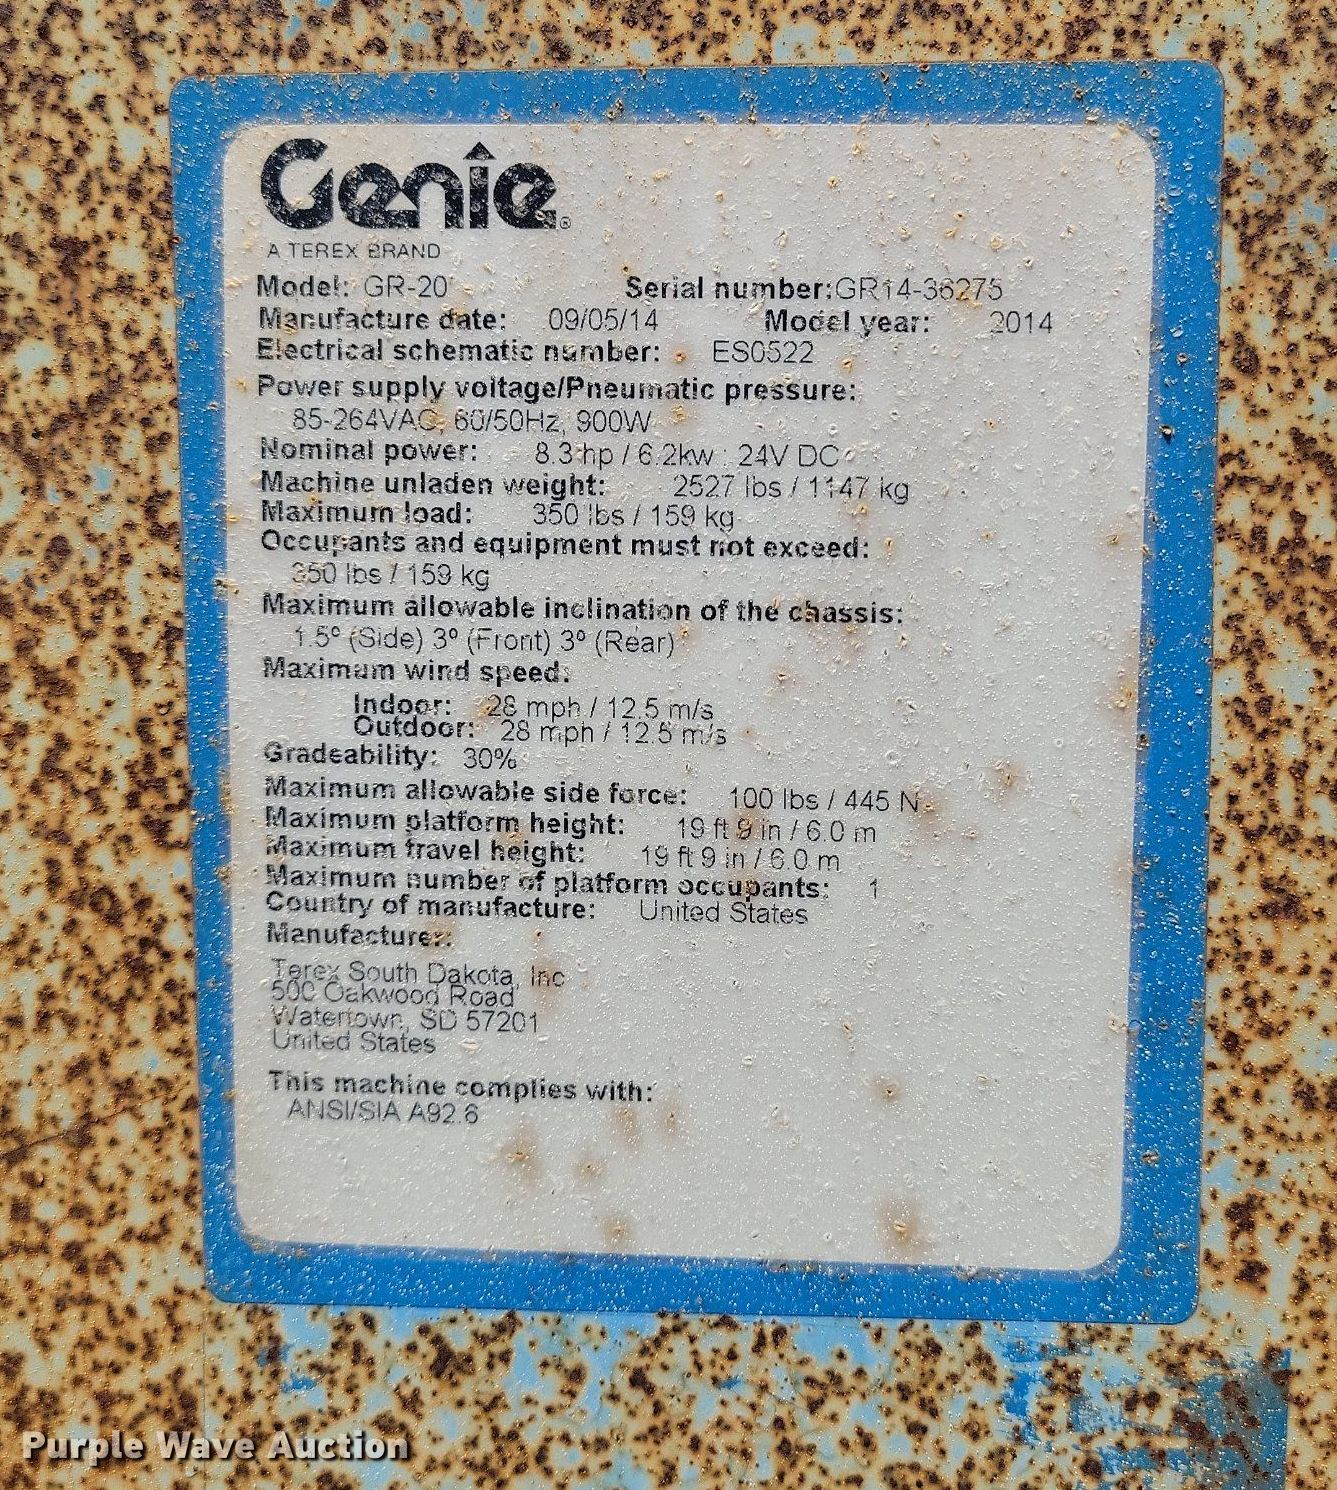 Genie®
A TEREX BRAND
Model: GR-20 Serial number:GR14-36275
Manufacture date: 09/05/14 Model year: 2014
Electrical schematic number: ES0522
Power supply voltage/Pneumatic pressure:
85-264VAC, 60/50Hz, 900W
Nominal power: 8.3 hp / 6.2kw : 24V DC
Machine unladen weight: 2527 lbs / 1147 kg
Maximum load: 350 lbs / 159 kg
Occupants and equipment must not exceed:
350 lbs / 159 kg
Maximum allowable inclination of the chassis:
1.5º (Side) 3º (Front) 3º (Rear)
Maximum wind speed:
Indoor: 28 mph / 12.5 m/s
Outdoor: 28 mph / 12.5 m/s
Gradeability: 30%
Maximum allowable side force: 100 lbs / 445 N
Maximum platform height: 19 ft 9 in / 6.0 m
Maximum travel height: 19 ft 9 in / 6.0 m
Maximum number of platform occupants: 1
Country of manufacture: United States
Manufacturer:
Terex South Dakota, Inc
500 Oakwood Road
Watertown, SD 57201
United States
This machine complies with:
ANSI/SIA A92.6
Purple Wave Auction